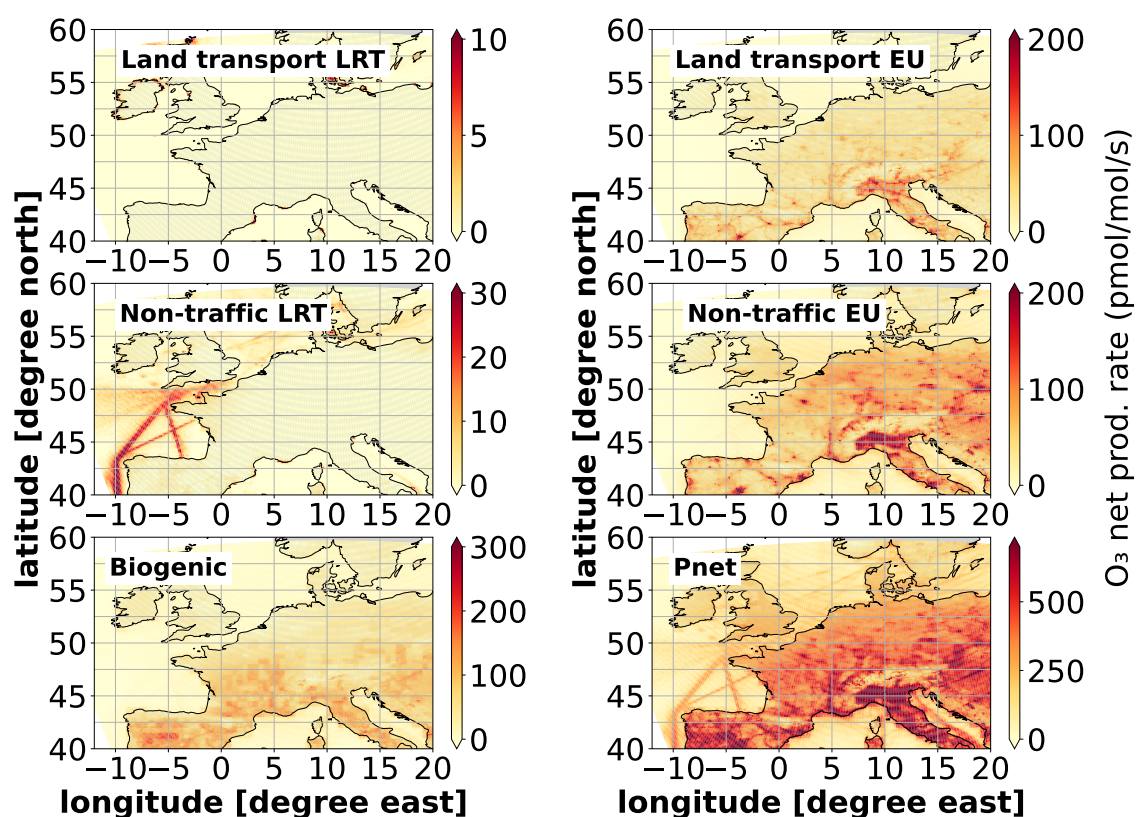 60
55
50
45
40
Land transport LRT
−10 −5 0 5 10 15 20
10
5
0
60
55
50
45
40
Land transport EU
−10 −5 0 5 10 15 20
200
100
0
60
55
50
45
40
Non-traffic LRT
−10 −5 0 5 10 15 20
30
20
10
0
60
55
50
45
40
Non-traffic EU
−10 −5 0 5 10 15 20
200
100
0
60
55
50
45
40
Biogenic
−10 −5 0 5 10 15 20
300
200
100
0
60
55
50
45
40
Pnet
−10 −5 0 5 10 15 20
500
250
0
latitude [degree north]
latitude [degree north]
longitude [degree east]
longitude [degree east]
O₃ net prod. rate (pmol/mol/s)